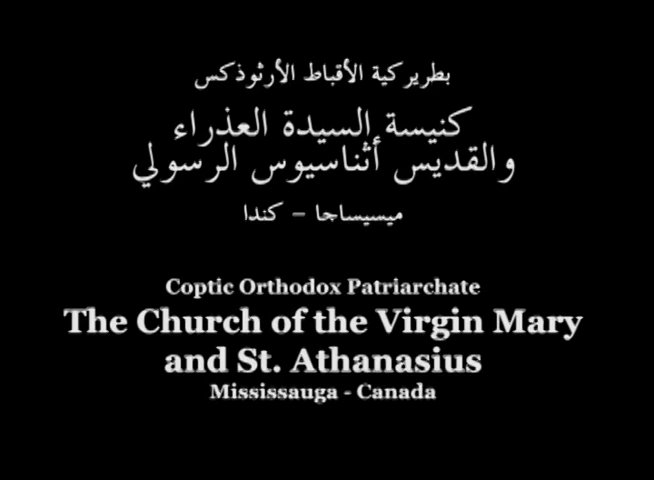 بطريركية الأقباط الأرثوذكس
كنيسة السيدة العذراء
والقديس أثناسيوس الرسولي
ميسيساجا – كندا
Coptic Orthodox Patriarchate
The Church of the Virgin Mary
and St. Athanasius
Mississauga - Canada